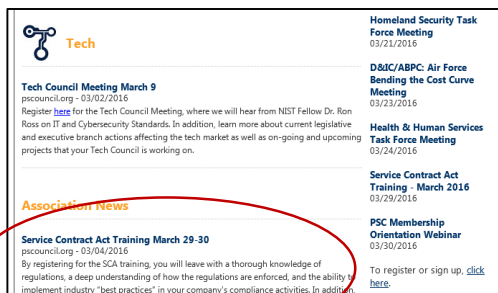 Tech
Tech Council Meeting March 9
pscouncil.org - 03/02/2016
Register here for the Tech Council Meeting, where we will hear from NIST Fellow Dr. Ron
Ross on IT and Cybersecurity Standards. In addition, learn more about current legislative
and executive branch actions affecting the tech market as well as on-going and upcoming
projects that your Tech Council is working on.
Association News
Service Contract Act Training March 29-30
pscouncil.org - 03/04/2016
By registering for the SCA training, you will leave with a thorough knowledge of
regulations, a deep understanding of how the regulations are enforced, and the ability to
implement industry "best practices" in your company's compliance activities. In addition,
Homeland Security Task
Force Meeting
03/21/2016
D&IC/ABPC: Air Force
Bending the Cost Curve
Meeting
03/23/2016
Health & Human Services
Task Force Meeting
03/24/2016
Service Contract Act
Training - March 2016
03/29/2016
PSC Membership
Orientation Webinar
03/30/2016
To register or sign up, click
here.